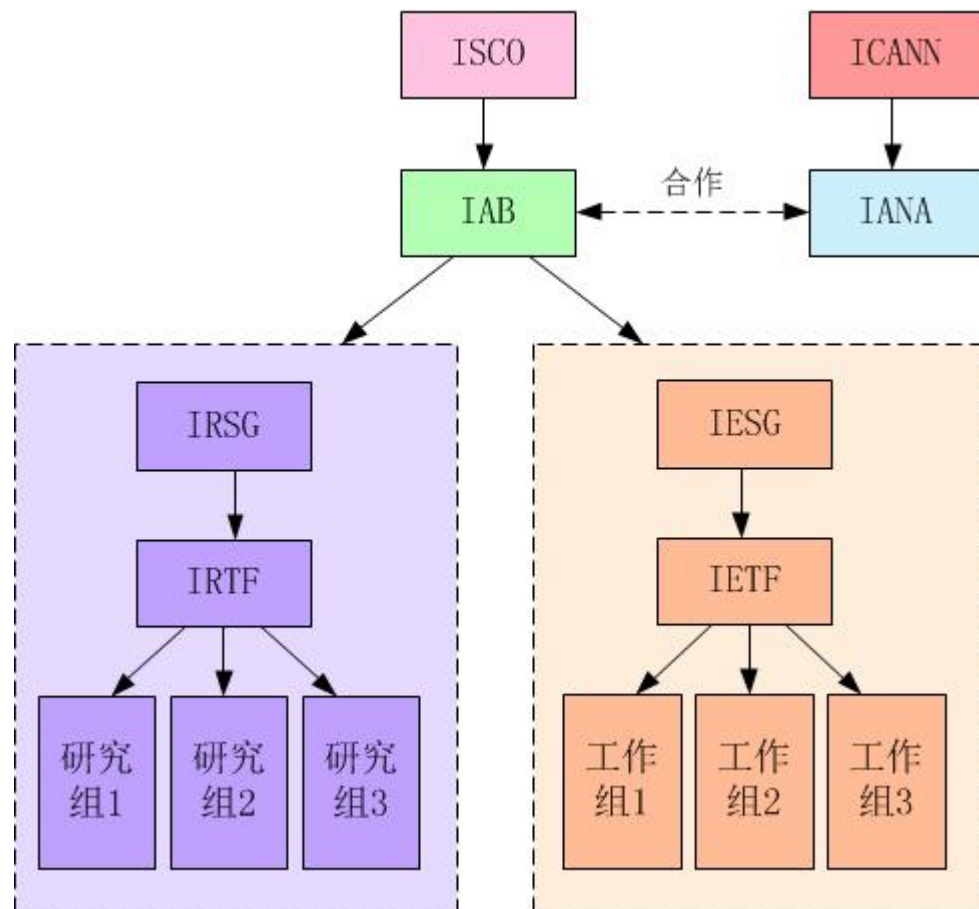 ISCO
ICANN
IAB
合作
IANA
IRSG
IESG
IRTF
IETF
研究
组1
研究
组2
研究
组3
工作
组1
工作
组2
工作
组3